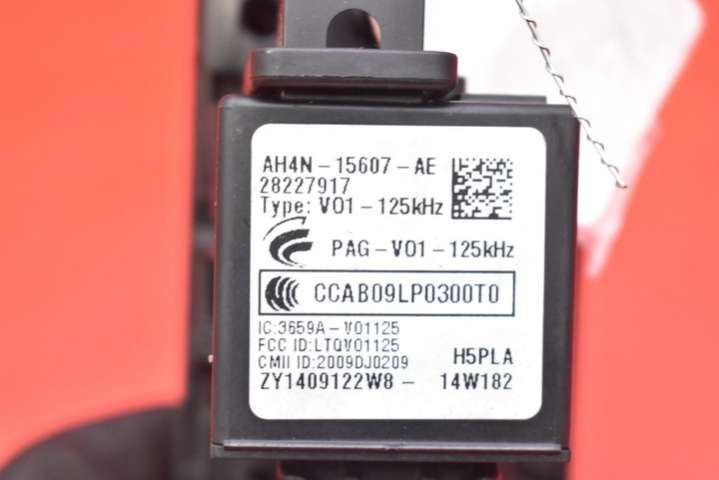 AH4N-15607-AE
28227917
Type: V01-125kHz
PAG-V01-125kHz
CCAB09LP0300T0
IC:3659A-V01125
FCC ID:LTQV01125
CMII ID:2009DJ0209
H5PLA
ZY1409122W8- 14W182